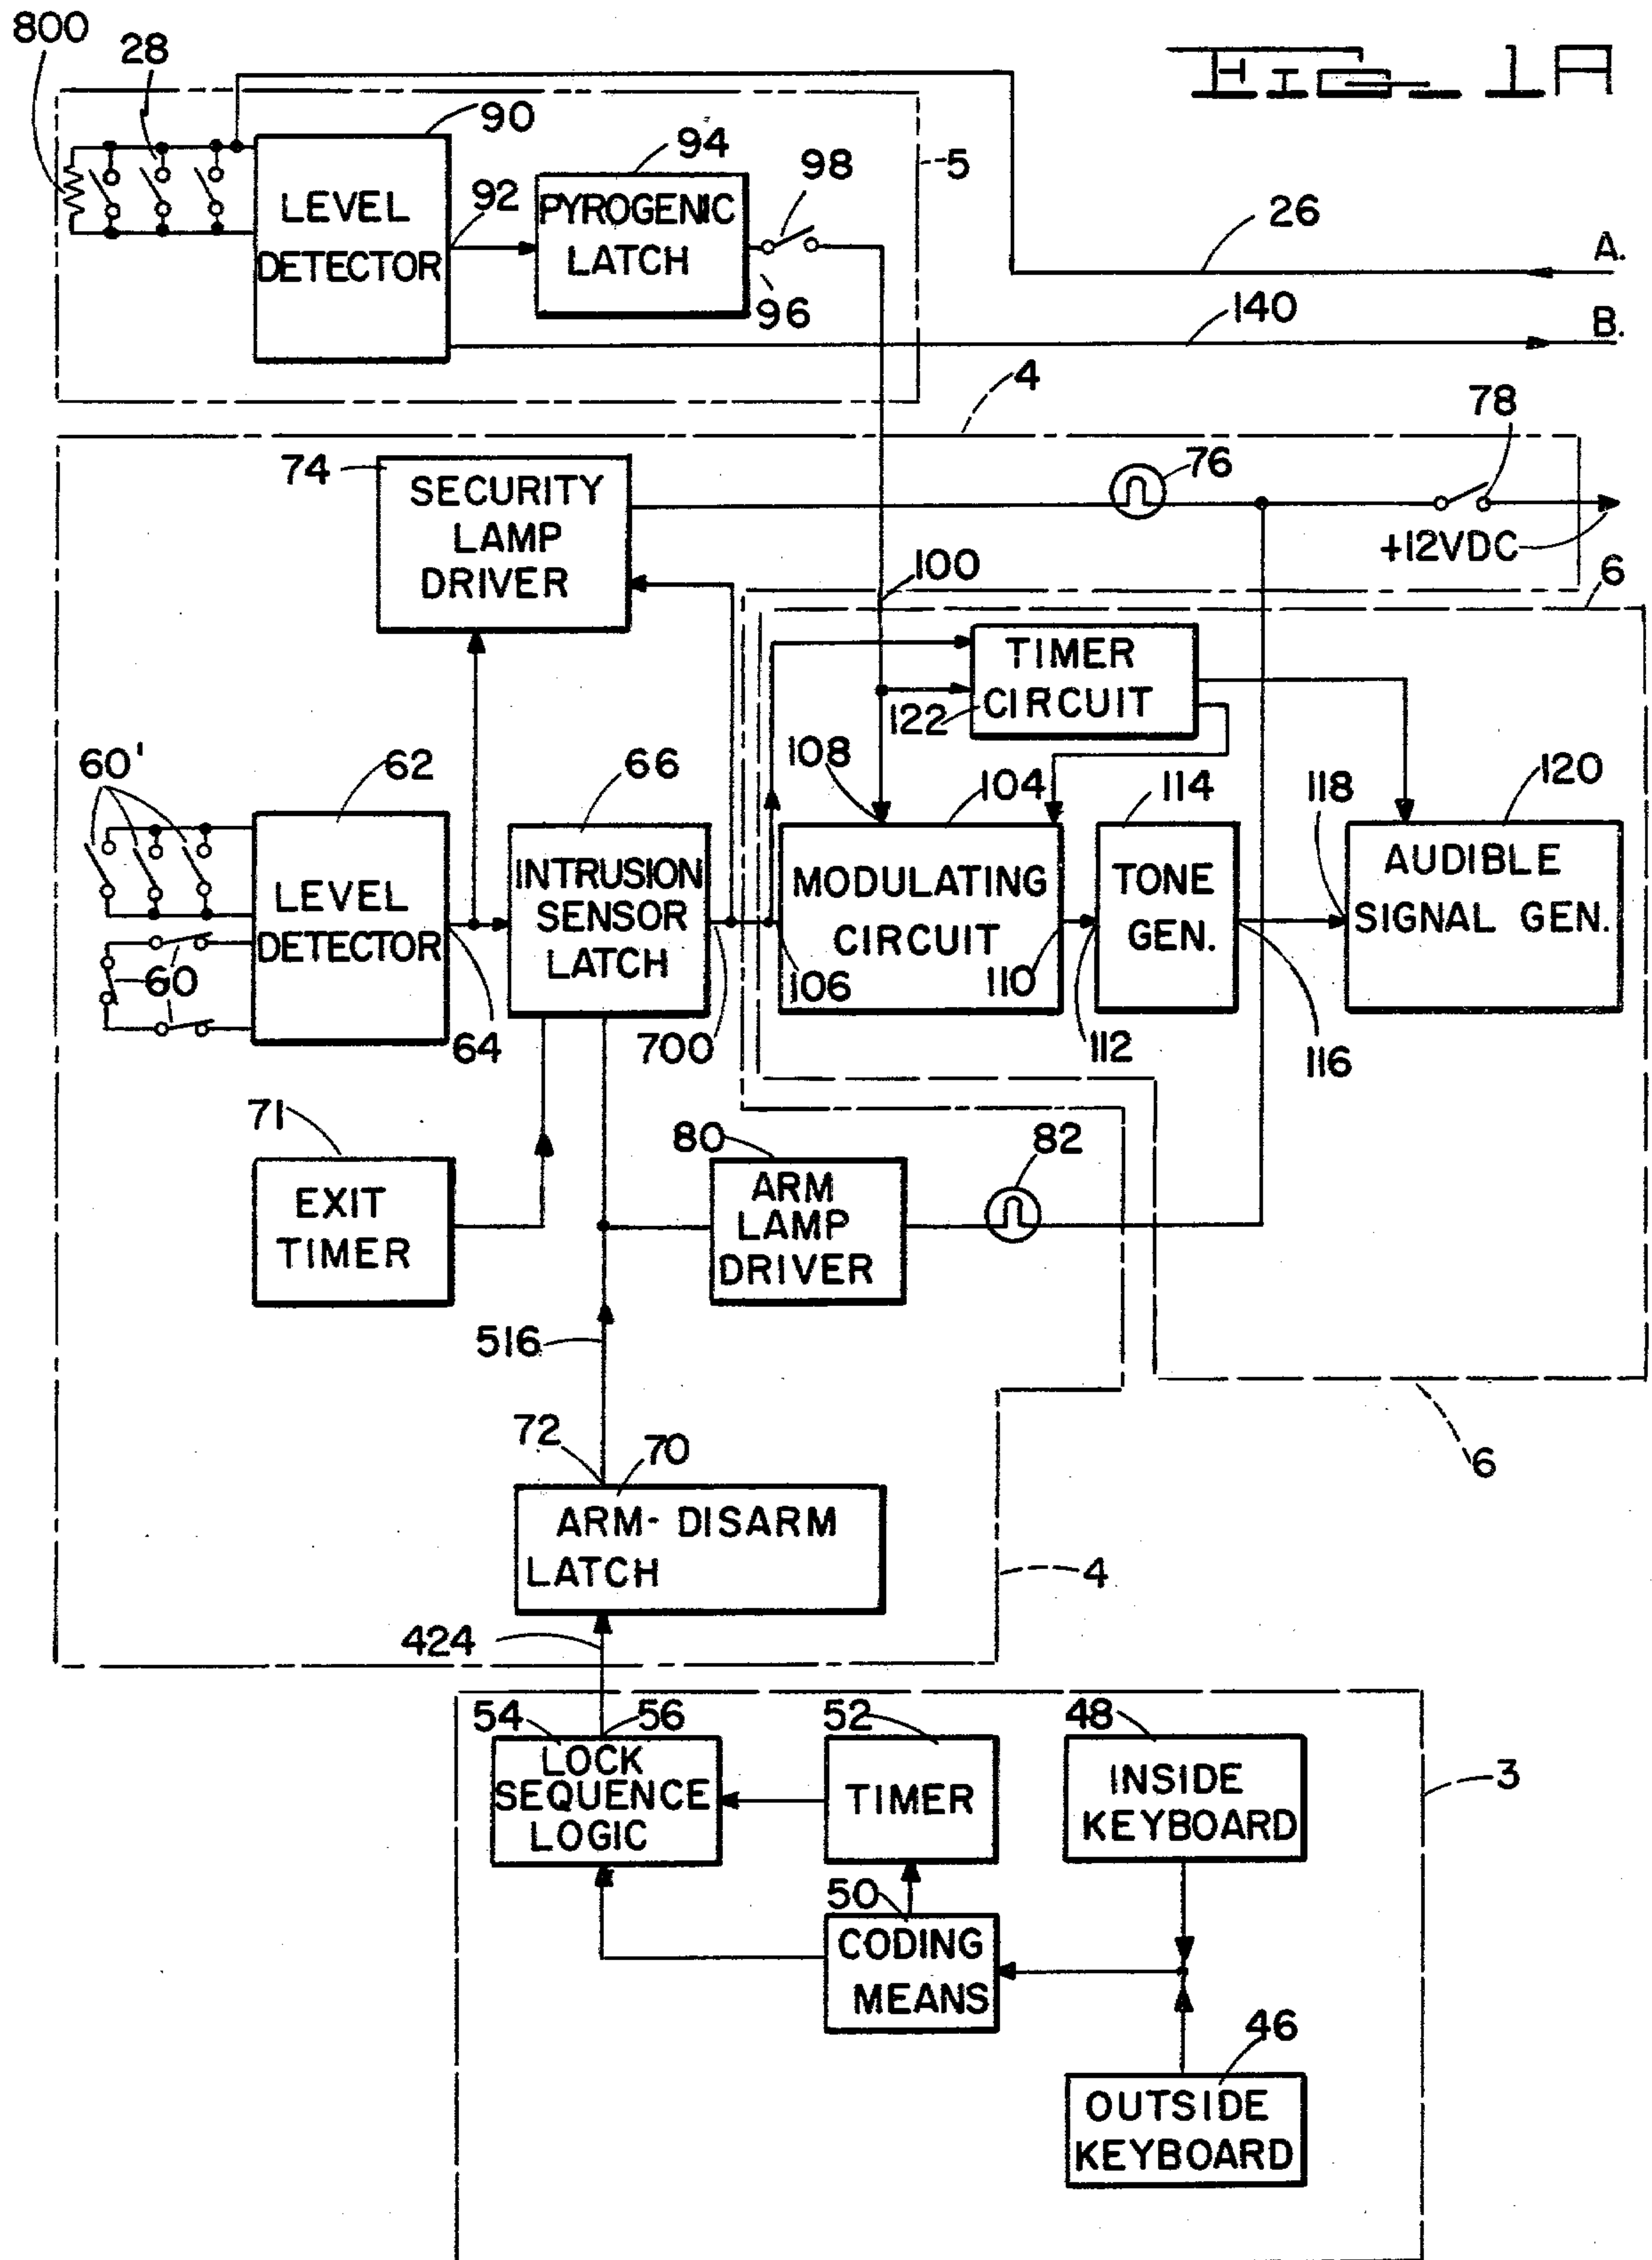 FIG_1A
800
28
90
94
98
5
LEVEL
DETECTOR
92
PYROGENIC
LATCH
96
26
A.
140
B.
4
78
74
SECURITY
LAMP
DRIVER
76
+12VDC
100
6
TIMER
CIRCUIT
122
60'
62
66
108
104
114
118
120
LEVEL
DETECTOR
INTRUSION
SENSOR
LATCH
MODULATING
CIRCUIT
TONE
GEN.
AUDIBLE
SIGNAL GEN.
60
64
700
106
110
112
116
71
EXIT
TIMER
80
ARM
LAMP
DRIVER
82
516
72
70
6
ARM-DISARM
LATCH
4
424
54
56
52
48
LOCK
SEQUENCE
LOGIC
TIMER
INSIDE
KEYBOARD
3
50
CODING
MEANS
46
OUTSIDE
KEYBOARD